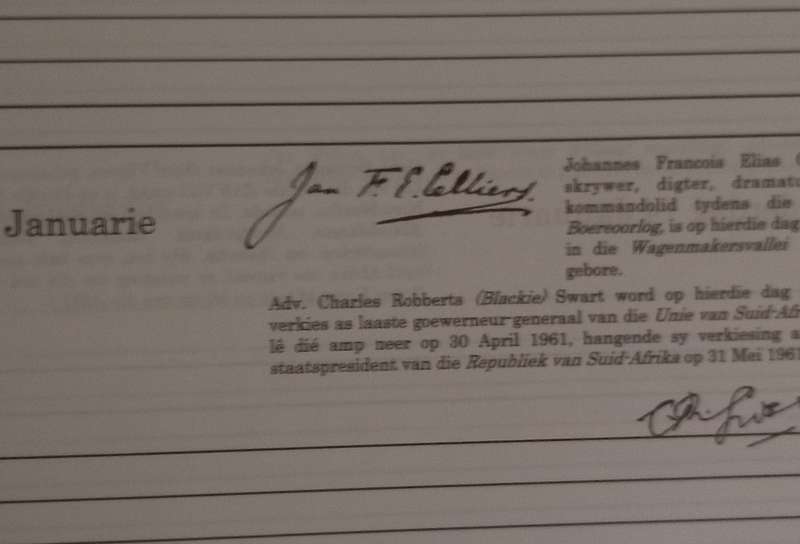 Januarie
Jan F. E. Celliers.
Johannes Francois Elias
skrywer, digter, dramatu
kommandolid tydens die
Boereoorlog, is op hierdie dag
in die Wagenmakersvallei
gebore.
Adv. Charles Robberts (Blackie) Swart word op hierdie dag
verkies as laaste goewerneur-generaal van die Unie van Suid-Afr
lê dié amp neer op 30 April 1961, hangende sy verkiesing a
staatspresident van die Republiek van Suid-Afrika op 31 Mei 1961